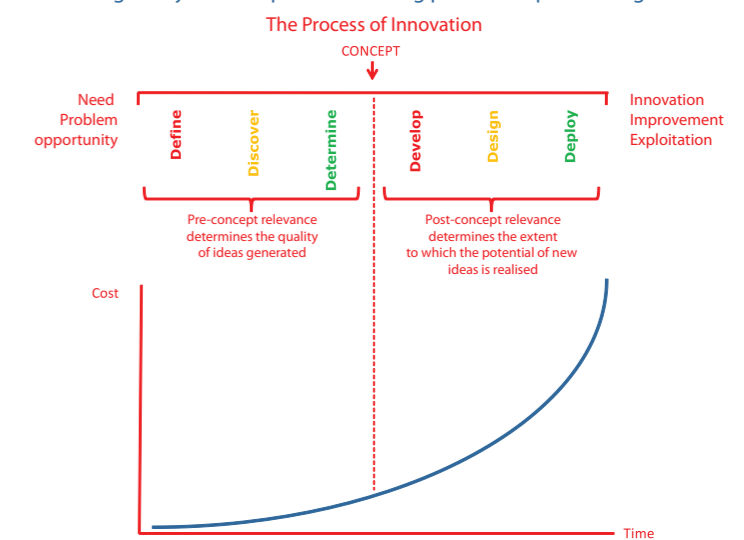 The Process of Innovation
CONCEPT
Need
Problem
opportunity
Define
Discover
Determine
Develop
Design
Deploy
Innovation
Improvement
Exploitation
Pre-concept relevance
determines the quality
of ideas generated
Post-concept relevance
determines the extent
to which the potential of new
ideas is realised
Cost
Time